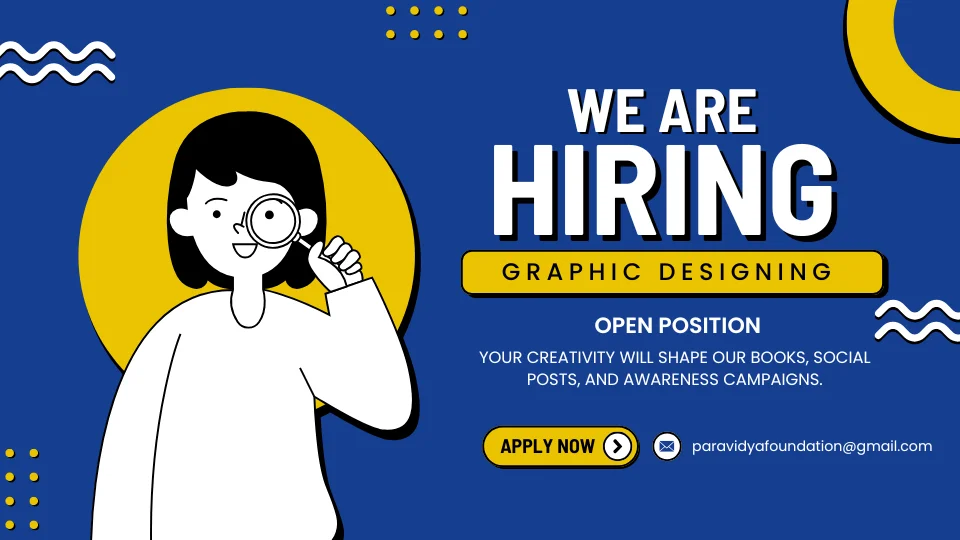 WE ARE
HIRING
GRAPHIC DESIGNING
OPEN POSITION
YOUR CREATIVITY WILL SHAPE OUR BOOKS, SOCIAL
POSTS, AND AWARENESS CAMPAIGNS.
APPLY NOW
paravidyafoundation@gmail.com